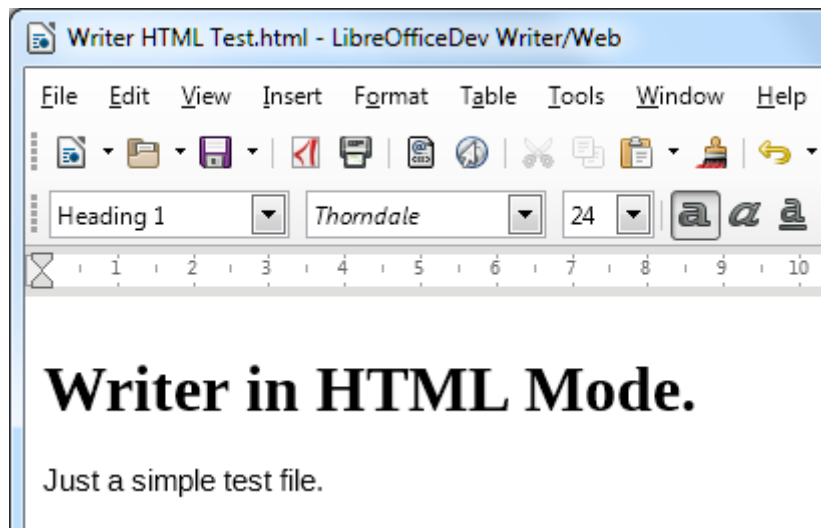 Writer HTML Test.html - LibreOfficeDev Writer/Web
File Edit View Insert Format Table Tools Window Help
Heading 1 Thorndale 24 a a a
1 2 3 4 5 6 7 8 9 10
Writer in HTML Mode.
Just a simple test file.